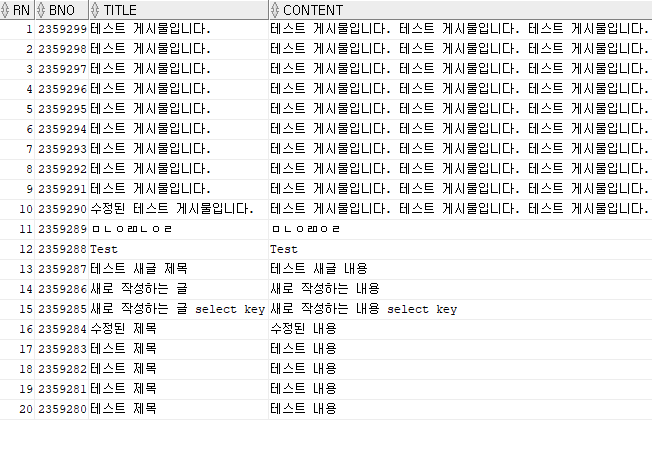 RN BNO TITLE CONTENT
1 2359299 테스트 게시물입니다. 테스트 게시물입니다. 테스트 게시물입니다. 테스트 게시물입니다.
2 2359298 테스트 게시물입니다. 테스트 게시물입니다. 테스트 게시물입니다. 테스트 게시물입니다.
3 2359297 테스트 게시물입니다. 테스트 게시물입니다. 테스트 게시물입니다. 테스트 게시물입니다.
4 2359296 테스트 게시물입니다. 테스트 게시물입니다. 테스트 게시물입니다. 테스트 게시물입니다.
5 2359295 테스트 게시물입니다. 테스트 게시물입니다. 테스트 게시물입니다. 테스트 게시물입니다.
6 2359294 테스트 게시물입니다. 테스트 게시물입니다. 테스트 게시물입니다. 테스트 게시물입니다.
7 2359293 테스트 게시물입니다. 테스트 게시물입니다. 테스트 게시물입니다. 테스트 게시물입니다.
8 2359292 테스트 게시물입니다. 테스트 게시물입니다. 테스트 게시물입니다. 테스트 게시물입니다.
9 2359291 테스트 게시물입니다. 테스트 게시물입니다. 테스트 게시물입니다. 테스트 게시물입니다.
10 2359290 수정된 테스트 게시물입니다. 테스트 게시물입니다. 테스트 게시물입니다. 테스트 게시물입니다.
11 2359289 ㅁㄴㅇㄻㄴㅇㄹ ㅁㄴㅇㄻㅇㄹ
12 2359288 Test Test
13 2359287 테스트 새글 제목 테스트 새글 내용
14 2359286 새로 작성하는 글 새로 작성하는 내용
15 2359285 새로 작성하는 글 select key 새로 작성하는 내용 select key
16 2359284 수정된 제목 수정된 내용
17 2359283 테스트 제목 테스트 내용
18 2359282 테스트 제목 테스트 내용
19 2359281 테스트 제목 테스트 내용
20 2359280 테스트 제목 테스트 내용